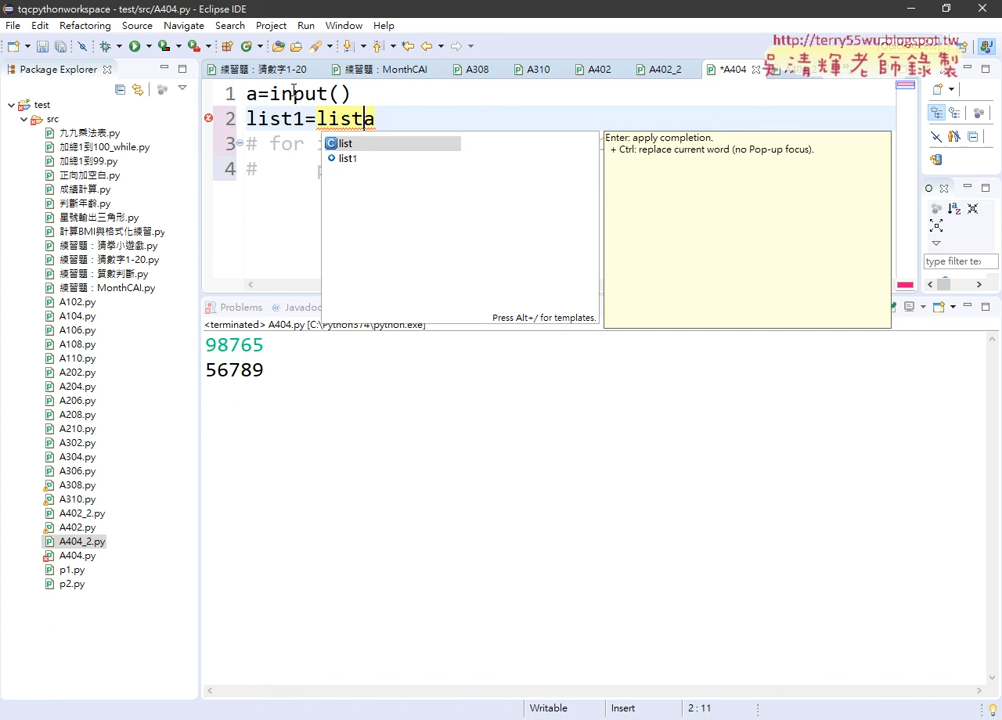 tqcpythonworkspace - test/src/A404.py - Eclipse IDE
File Edit Refactoring Source Navigate Search Project Run Window Help
http://terry55wu.blogspot.tw
吳清輝老師錄製
Package Explorer
練習題：猜數字1-20 練習題：MonthCAI A308 A310 A402 A402_2 *A404
test
src
九九乘法表.py
加總1到100_while.py
加總1到99.py
正向加空白.py
成績計算.py
判斷年齡.py
星號輸出三角形.py
計算BMI與格式化練習.py
練習題：猜拳小遊戲.py
練習題：猜數字1-20.py
練習題：質數判斷.py
練習題：MonthCAI.py
A102.py
A104.py
A106.py
A108.py
A110.py
A202.py
A204.py
A206.py
A208.py
A210.py
A302.py
A304.py
A306.py
A308.py
A310.py
A402_2.py
A402.py
A404_2.py
A404.py
p1.py
p2.py
1 a=input()
2 list1=lista
3 # for
4 #
list
list1
Press Alt+/ for templates.
Enter: apply completion.
+ Ctrl: replace current word (no Pop-up focus).
type filter te
Problems Javadoc
<terminated> A404.py [C:\Python374\python.exe]
98765
56789
Writable Insert 2 : 11